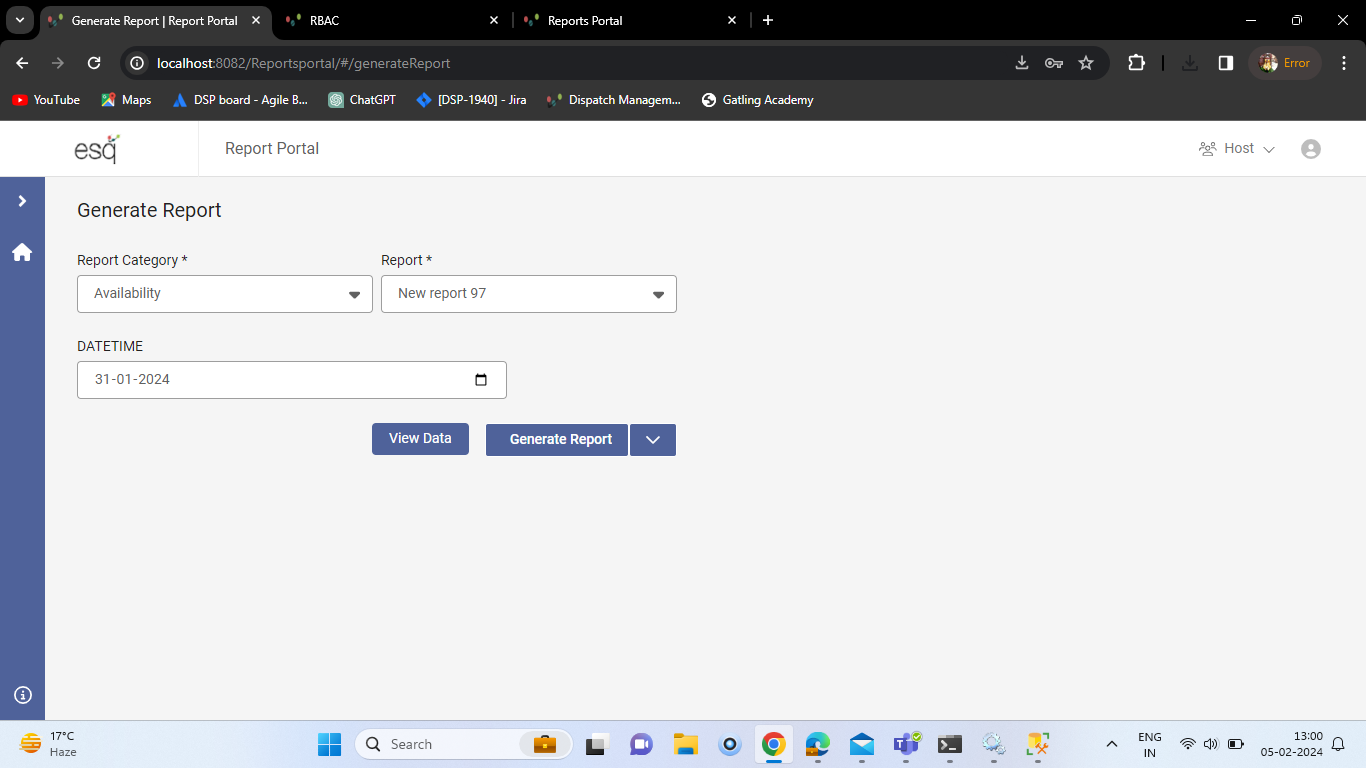 Generate Report | Report Portal
RBAC
Reports Portal
localhost:8082/Reportsportal/#/generateReport
Error
YouTube
Maps
DSP board - Agile B...
ChatGPT
[DSP-1940] - Jira
Dispatch Managem...
Gatling Academy
esq
Report Portal
Host
Generate Report
Report Category *
Report *
Availability
New report 97
DATETIME
31-01-2024
View Data
Generate Report
17°C
Haze
Search
ENG
IN
13:00
05-02-2024